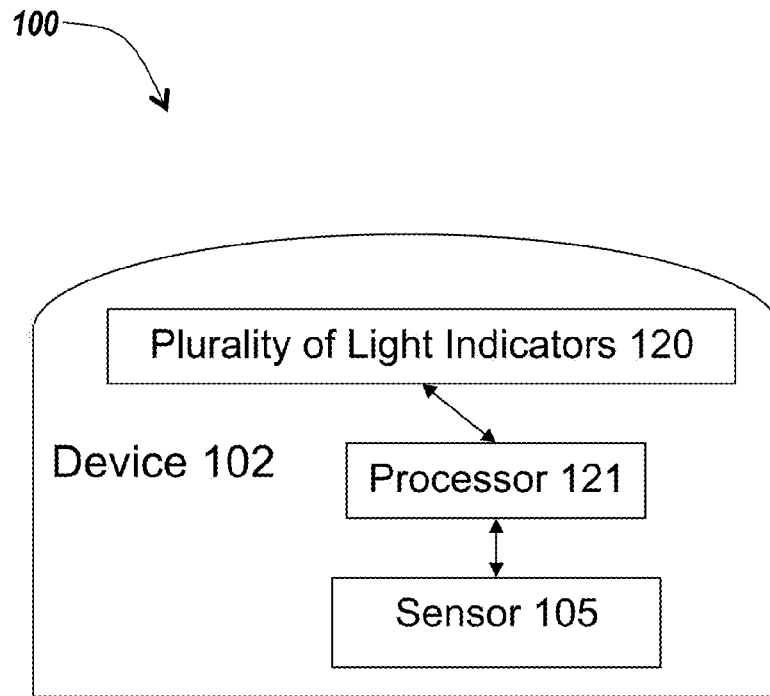 100
Plurality of Light Indicators 120
Device 102
Processor 121
Sensor 105